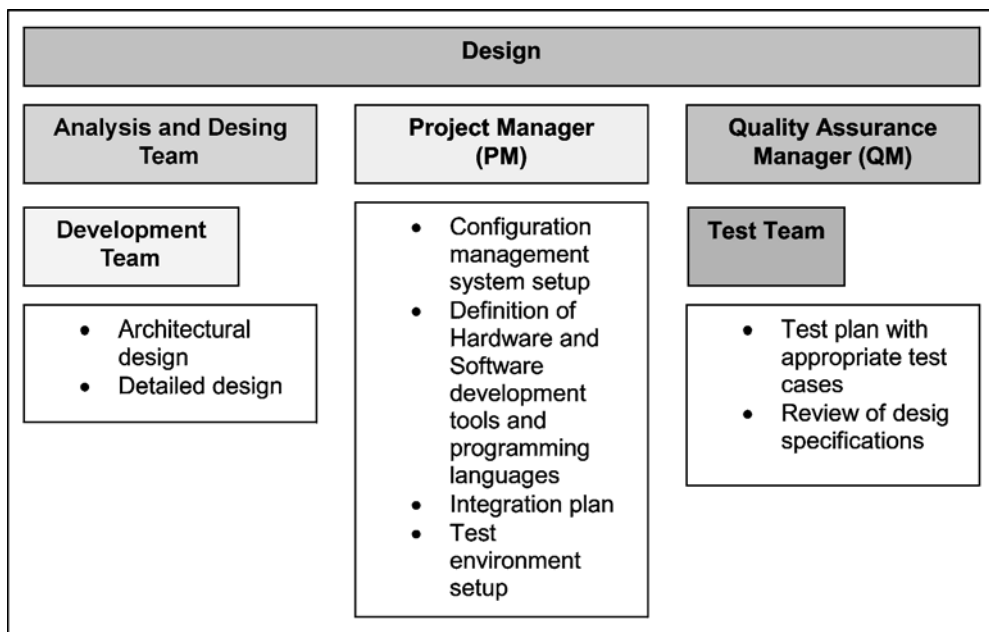 Design
Analysis and Desing
Team
Project Manager
(PM)
Quality Assurance
Manager (QM)
Development
Team
• Architectural
design
• Detailed design
• Configuration
management
system setup
• Definition of
Hardware and
Software
development
tools and
programming
languages
• Integration plan
• Test
environment
setup
Test Team
• Test plan with
appropriate test
cases
• Review of desig
specifications